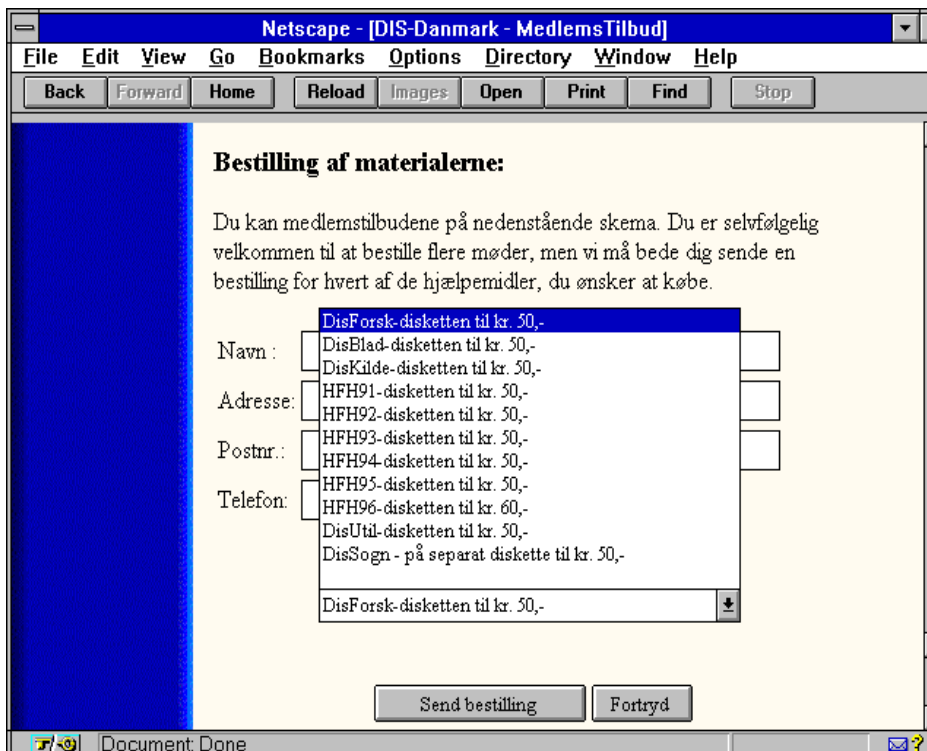 Netscape - [DIS-Danmark - MedlemsTilbud]
File Edit View Go Bookmarks Options Directory Window Help
Back Forward Home Reload Images Open Print Find Stop
Bestilling af materialerne:
Du kan medlemstilbudene på nedenstående skema. Du er selvfølgelig
velkommen til at bestille flere møder, men vi må bede dig sende en
bestilling for hvert af de hjælpemidler, du ønsker at købe.
Navn :
Adresse:
Postnr.:
Telefon:
DisForsk-disketten til kr. 50,-
DisBlad-disketten til kr. 50,-
DisKilde-disketten til kr. 50,-
HFH91-disketten til kr. 50,-
HFH92-disketten til kr. 50,-
HFH93-disketten til kr. 50,-
HFH94-disketten til kr. 50,-
HFH95-disketten til kr. 50,-
HFH96-disketten til kr. 60,-
DisUtil-disketten til kr. 50,-
DisSogn - på separat diskette til kr. 50,-
DisForsk-disketten til kr. 50,-
Send bestilling Fortryd
Document: Done